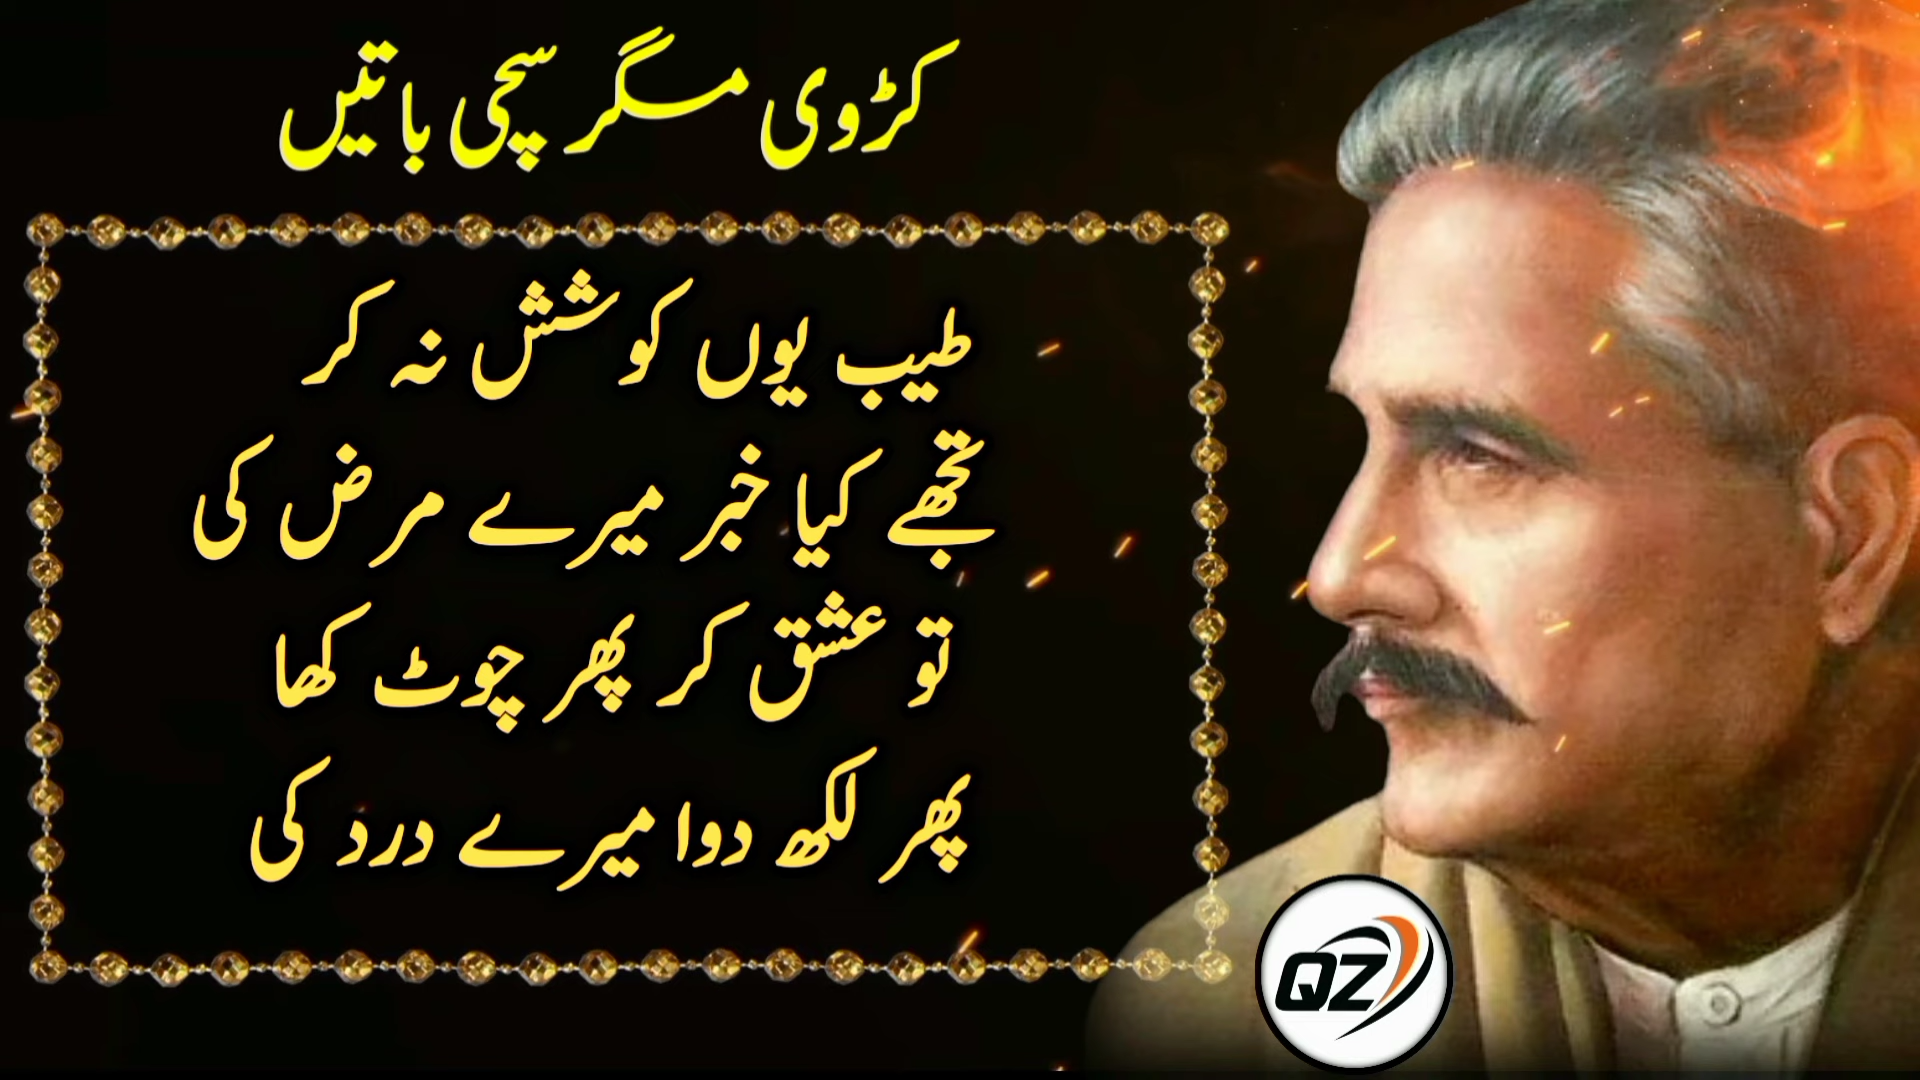 کڑوی مگر سچی باتیں
طیب یوں کوشش نہ کر
تجھے کیا خبر میرے مرض کی
تو عشق کر پھر چوٹ کھا
پھر لکھ دوا میرے درد کی
QZ